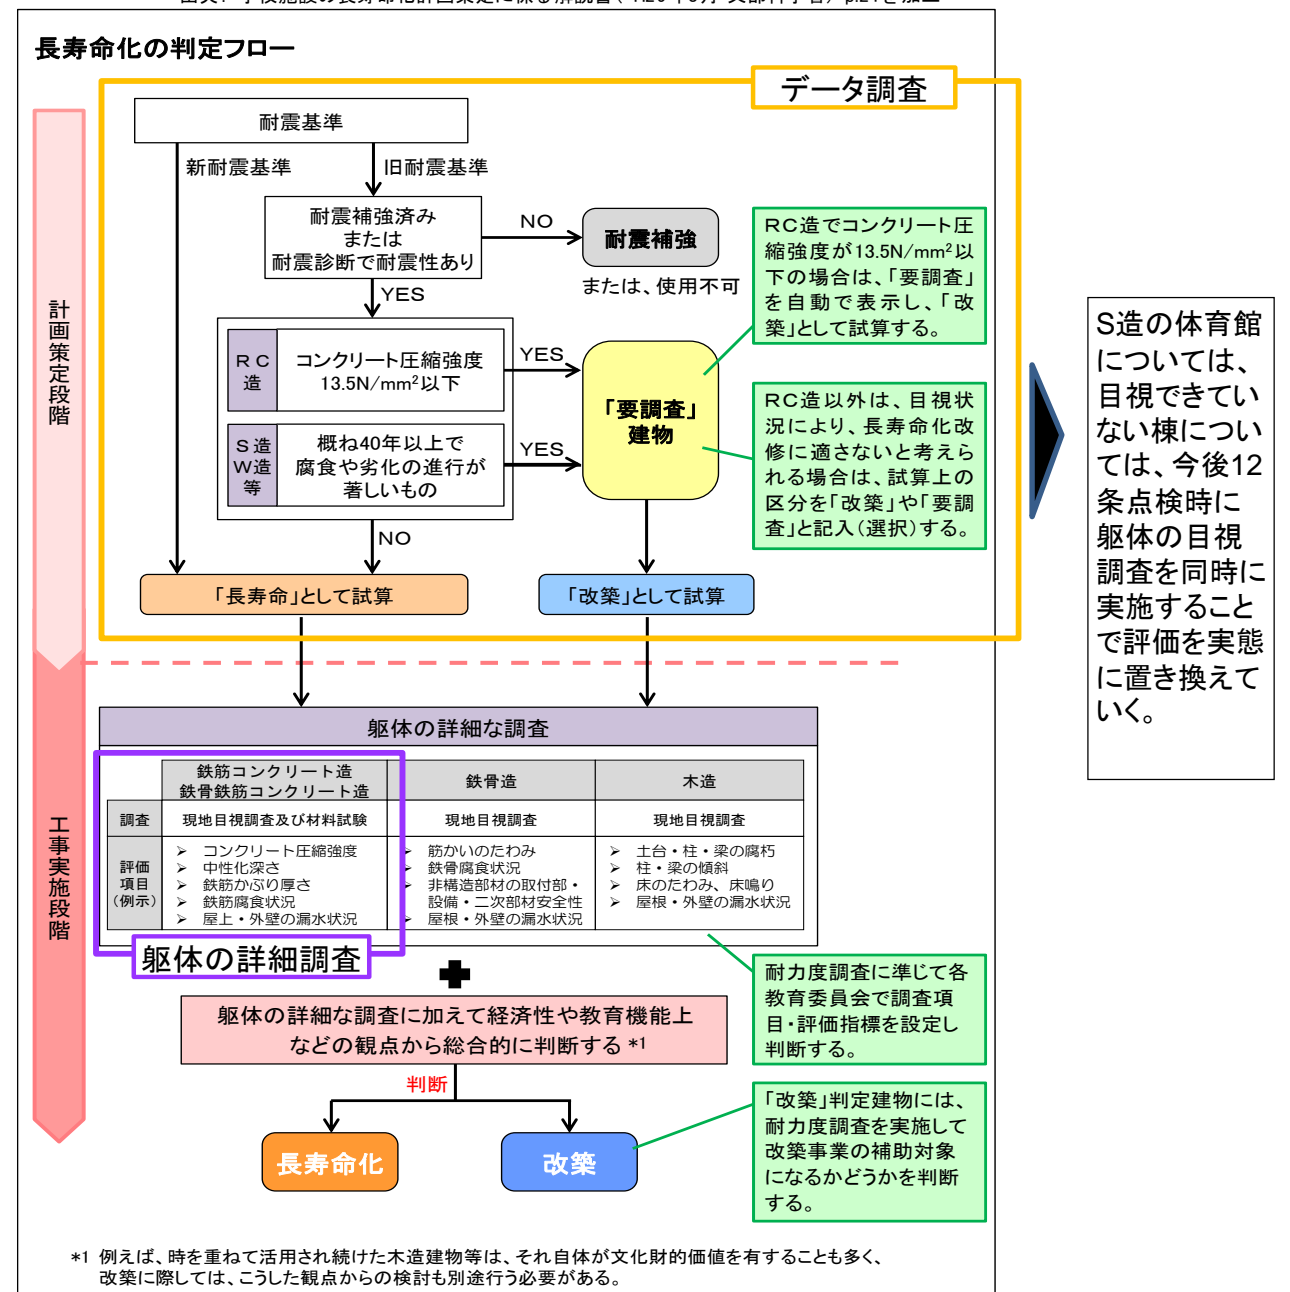 長寿命化の判定フロー
データ調査
計画策定段階
耐震基準
新耐震基準
旧耐震基準
耐震補強済み
または
耐震診断で耐震性あり
NO
耐震補強
または、使用不可
YES
RC造でコンクリート圧
縮強度が13.5N/mm²以
下の場合は、「要調査」
を自動で表示し、「改
築」として試算する。
RC
造
コンクリート圧縮強度
13.5N/mm²以下
YES
「要調査」
建物
S造
W造
等
概ね40年以上で
腐食や劣化の進行が
著しいもの
YES
RC造以外は、目視状
況により、長寿命化改
修に適さないと考えら
れる場合は、試算上の
区分を「改築」や「要調
査」と記入(選択)する。
NO
「長寿命」として試算
「改築」として試算
S造の体育館
については、
目視できてい
ない棟につい
ては、今後12
条点検時に
躯体の目視
調査を同時に
実施すること
で評価を実態
に置き換えて
いく。
工事実施段階
躯体の詳細な調査
鉄筋コンクリート造
鉄骨鉄筋コンクリート造
鉄骨造
木造
調査
現地目視調査及び材料試験
現地目視調査
現地目視調査
評価
項目
(例示)
➢ コンクリート圧縮強度
➢ 中性化深さ
➢ 鉄筋かぶり厚さ
➢ 鉄筋腐食状況
➢ 屋上・外壁の漏水状況
➢ 筋かいのたわみ
➢ 鉄骨腐食状況
➢ 非構造部材の取付部・
設備・二次部材安全性
➢ 屋根・外壁の漏水状況
➢ 土台・柱・梁の腐朽
➢ 柱・梁の傾斜
➢ 床のたわみ、床鳴り
➢ 屋根・外壁の漏水状況
躯体の詳細調査
耐力度調査に準じて各
教育委員会で調査項
目・評価指標を設定し
判断する。
躯体の詳細な調査に加えて経済性や教育機能上
などの観点から総合的に判断する *1
判断
長寿命化
改築
「改築」判定建物には、
耐力度調査を実施して
改築事業の補助対象
になるかどうかを判断
する。
*1 例えば、時を重ねて活用され続けた木造建物等は、それ自体が文化財的価値を有することも多く、
改築に際しては、こうした観点からの検討も別途行う必要がある。